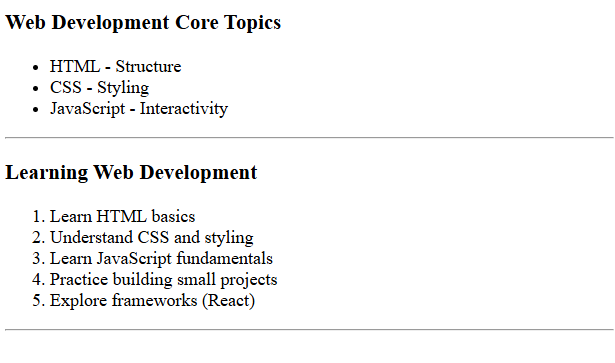 Web Development Core Topics
• HTML - Structure
• CSS - Styling
• JavaScript - Interactivity
Learning Web Development
1. Learn HTML basics
2. Understand CSS and styling
3. Learn JavaScript fundamentals
4. Practice building small projects
5. Explore frameworks (React)